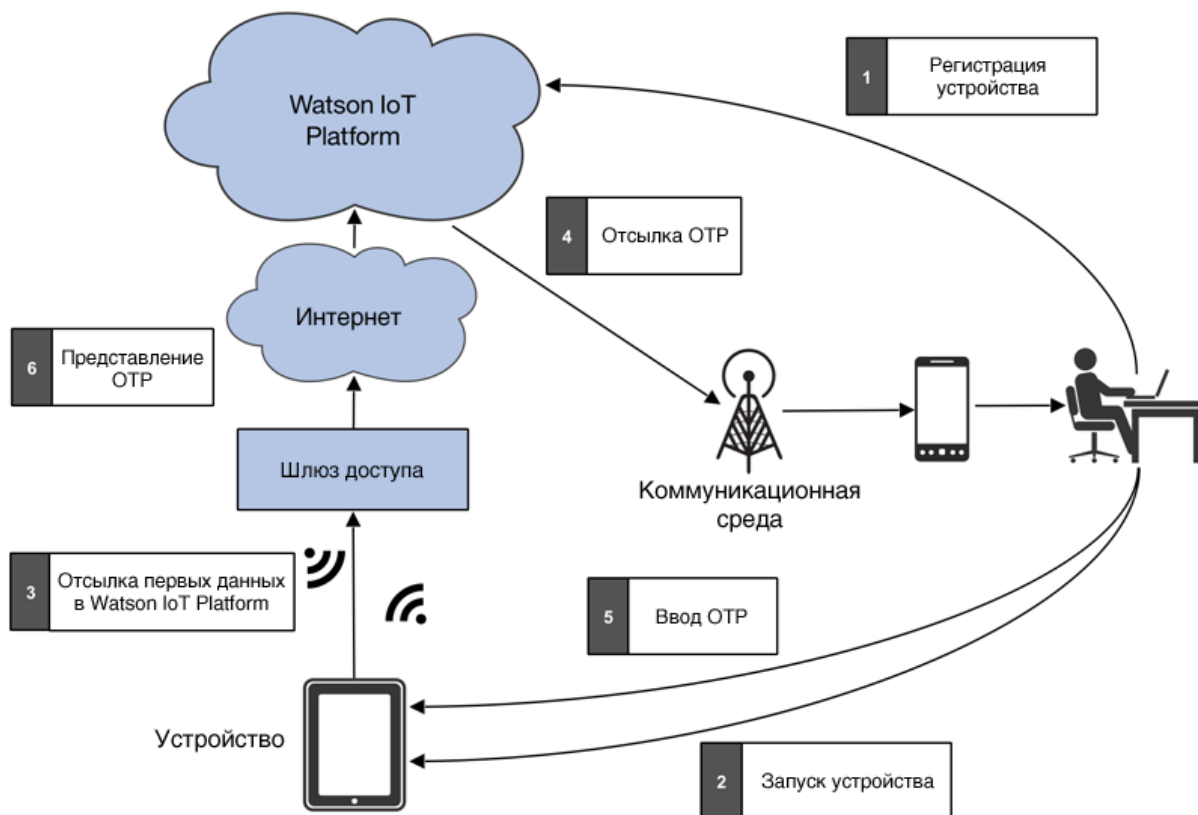 Watson IoT
Platform
1
Регистрация
устройства
4
Отсылка OTP
Интернет
6
Представление
OTP
Шлюз доступа
Коммуникационная
среда
3
Отсылка первых данных
в Watson IoT Platform
5
Ввод OTP
Устройство
2
Запуск устройства